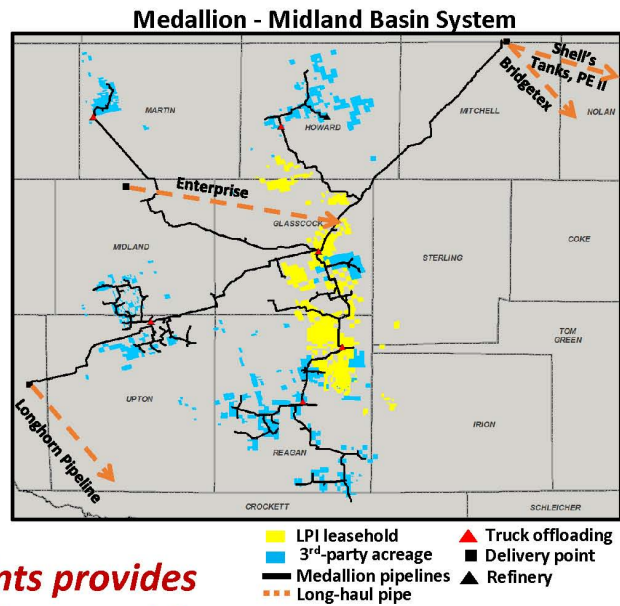 Medallion - Midland Basin System
Shell's
Tanks, PE ii
Bridgetex
MARTIN
HOWARD
MITCHELL
NOLAN
Enterprise
GLASSCOCK
MIDLAND
STERLING
COKE
TOM
GREEN
UPTON
Longhorn Pipeline
REAGAN
IRION
CROCKETT
SCHLEICHER
LPI leasehold
3rd-party acreage
Medallion pipelines
Long-haul pipe
Truck offloading
Delivery point
Refinery
nts provides